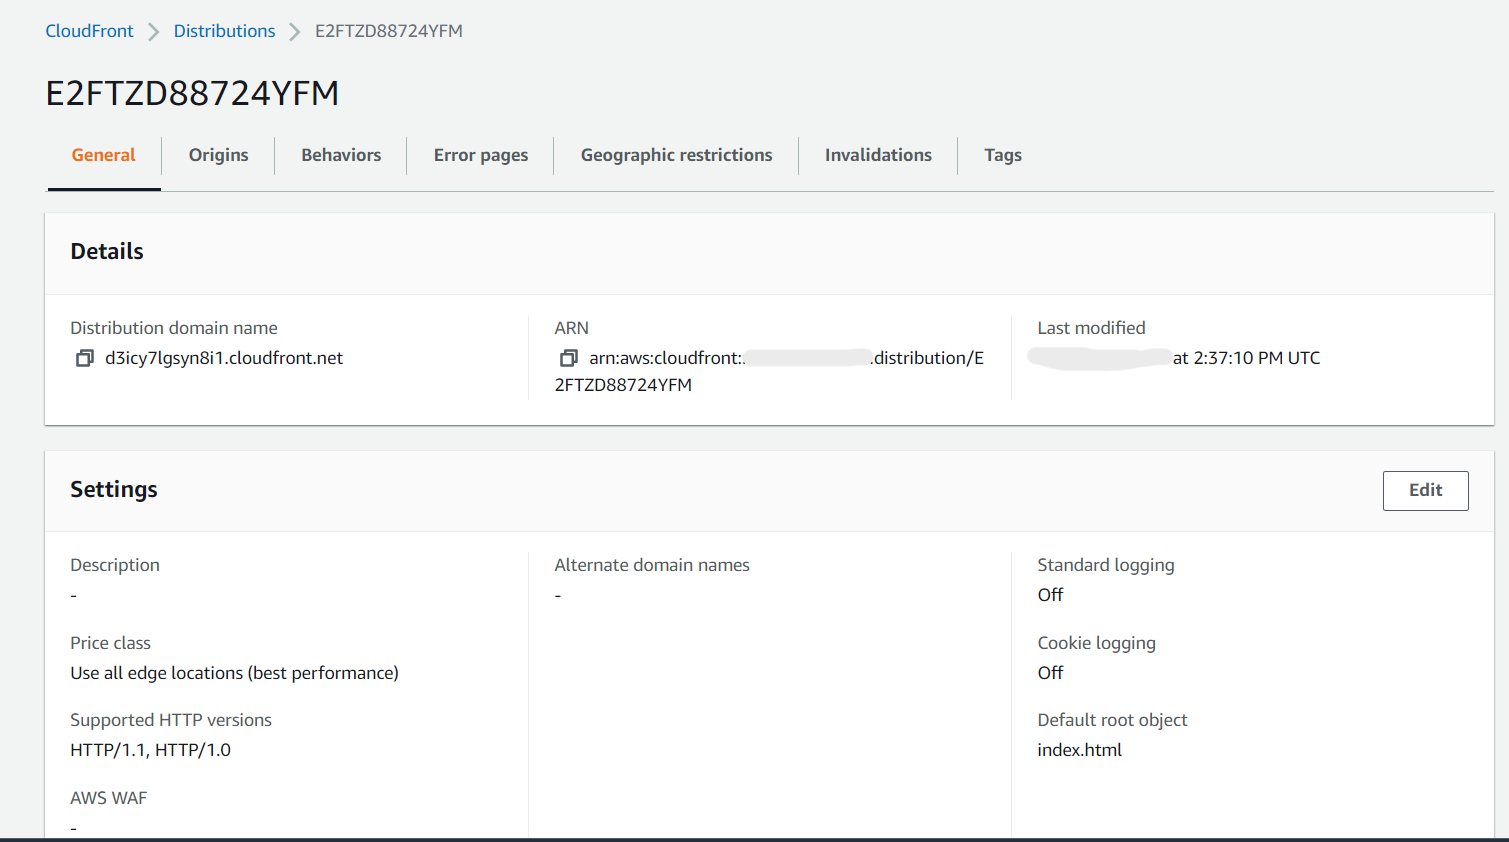 CloudFront > Distributions > E2FTZD88724YFM
E2FTZD88724YFM
General Origins Behaviors Error pages Geographic restrictions Invalidations Tags
Details
Distribution domain name
d3icy7lgsyn8i1.cloudfront.net
ARN
arn:aws:cloudfront:: distribution/E
2FTZD88724YFM
Last modified
at 2:37:10 PM UTC
Settings
Edit
Description
-
Price class
Use all edge locations (best performance)
Supported HTTP versions
HTTP/1.1, HTTP/1.0
AWS WAF
-
Alternate domain names
-
Standard logging
Off
Cookie logging
Off
Default root object
index.html